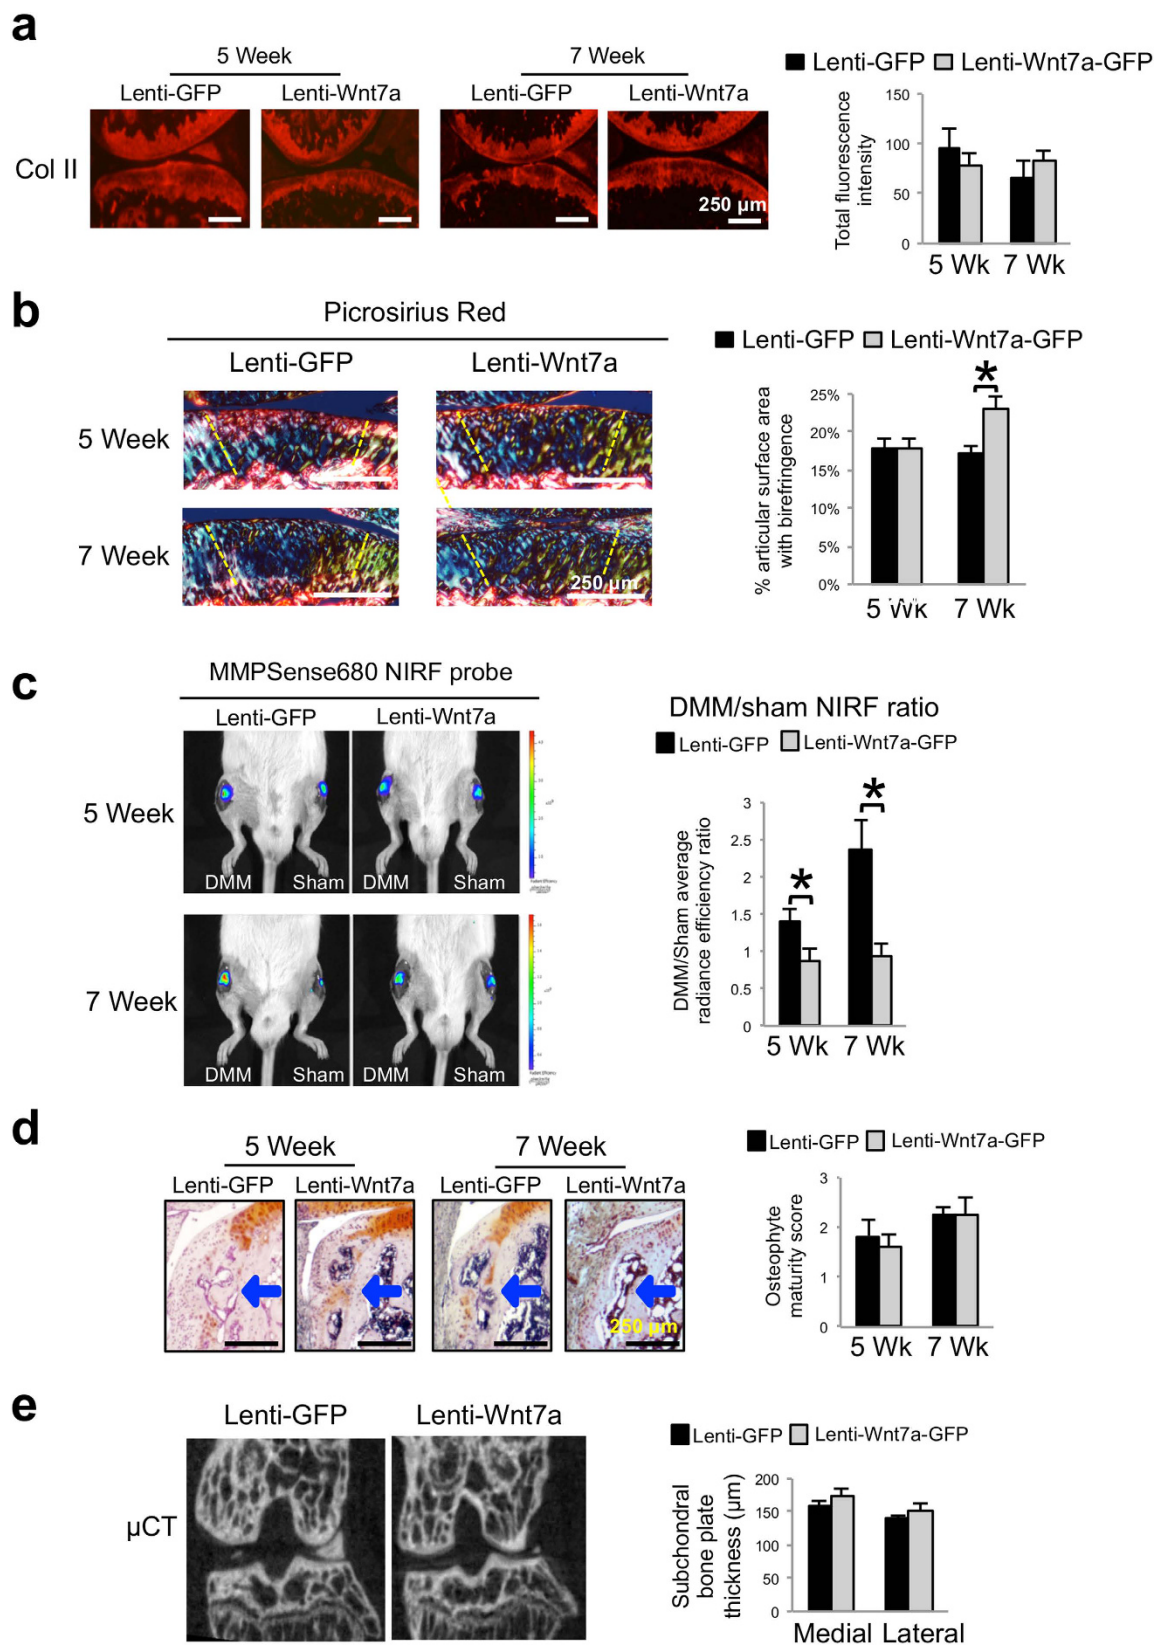 a
5 Week
7 Week
Lenti-GFP
Lenti-Wnt7a
Lenti-GFP
Lenti-Wnt7a
Col II
250 µm
Lenti-GFP
Lenti-Wnt7a-GFP
Total fluorescence
intensity
150
100
50
0
5 Wk
7 Wk
b
Picrosirius Red
Lenti-GFP
Lenti-Wnt7a
5 Week
7 Week
250 µm
Lenti-GFP
Lenti-Wnt7a-GFP
*
% articular surface area
with birefringence
25%
20%
15%
10%
5%
0%
5 Wk
7 Wk
c
MMPSense680 NIRF probe
Lenti-GFP
Lenti-Wnt7a
5 Week
DMM
Sham
DMM
Sham
7 Week
DMM
Sham
DMM
Sham
DMM/sham NIRF ratio
Lenti-GFP
Lenti-Wnt7a-GFP
*
*
DMM/Sham average
radiance efficiency ratio
3
2.5
2
1.5
1
0.5
0
5 Wk
7 Wk
d
5 Week
7 Week
Lenti-GFP
Lenti-Wnt7a
Lenti-GFP
Lenti-Wnt7a
250 µm
Lenti-GFP
Lenti-Wnt7a-GFP
Osteophyte
maturity score
3
2
1
0
5 Wk
7 Wk
e
Lenti-GFP
Lenti-Wnt7a
µCT
Lenti-GFP
Lenti-Wnt7a-GFP
Subchondral
bone plate
thickness (µm)
200
150
100
50
0
Medial
Lateral